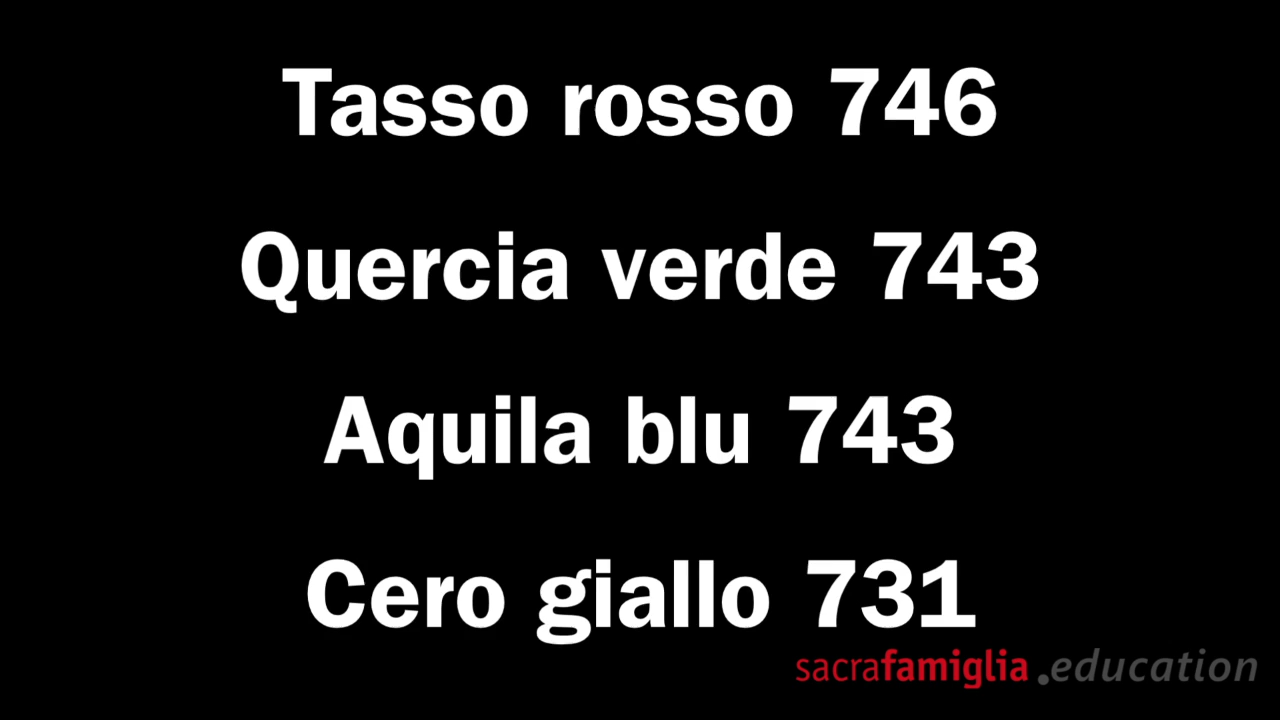 Tasso rosso 746
Quercia verde 743
Aquila blu 743
Cero giallo 731
sacrafamiglia.education